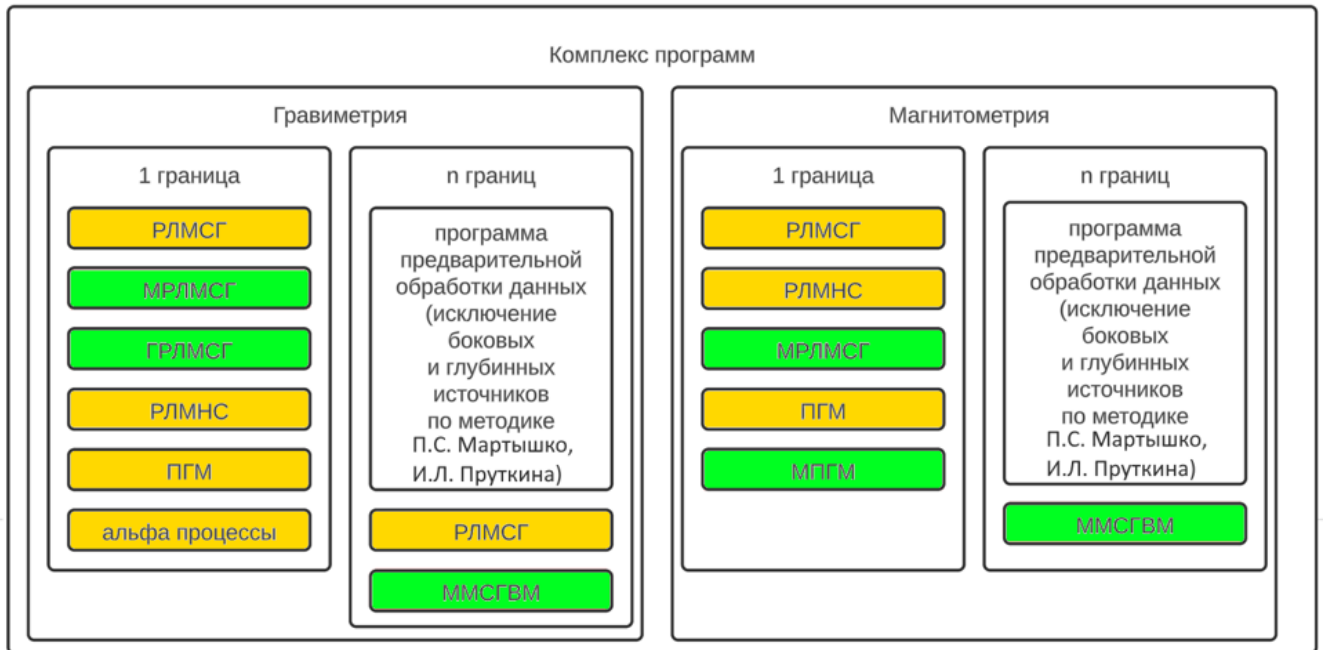 Комплекс программ
Гравиметрия
1 граница
РЛМСГ
МРЛМСГ
ГРЛМСГ
РЛМНС
ПГМ
альфа процессы
n границ
программа
предварительной
обработки данных
(исключение
боковых
и глубинных
источников
по методике
П.С. Мартышко,
И.Л. Пруткина)
РЛМСГ
ММСГВМ
Магнитометрия
1 граница
РЛМСГ
РЛМНС
МРЛМСГ
ПГМ
МПГМ
n границ
программа
предварительной
обработки данных
(исключение
боковых
и глубинных
источников
по методике
П.С. Мартышко,
И.Л. Пруткина)
ММСГВМ